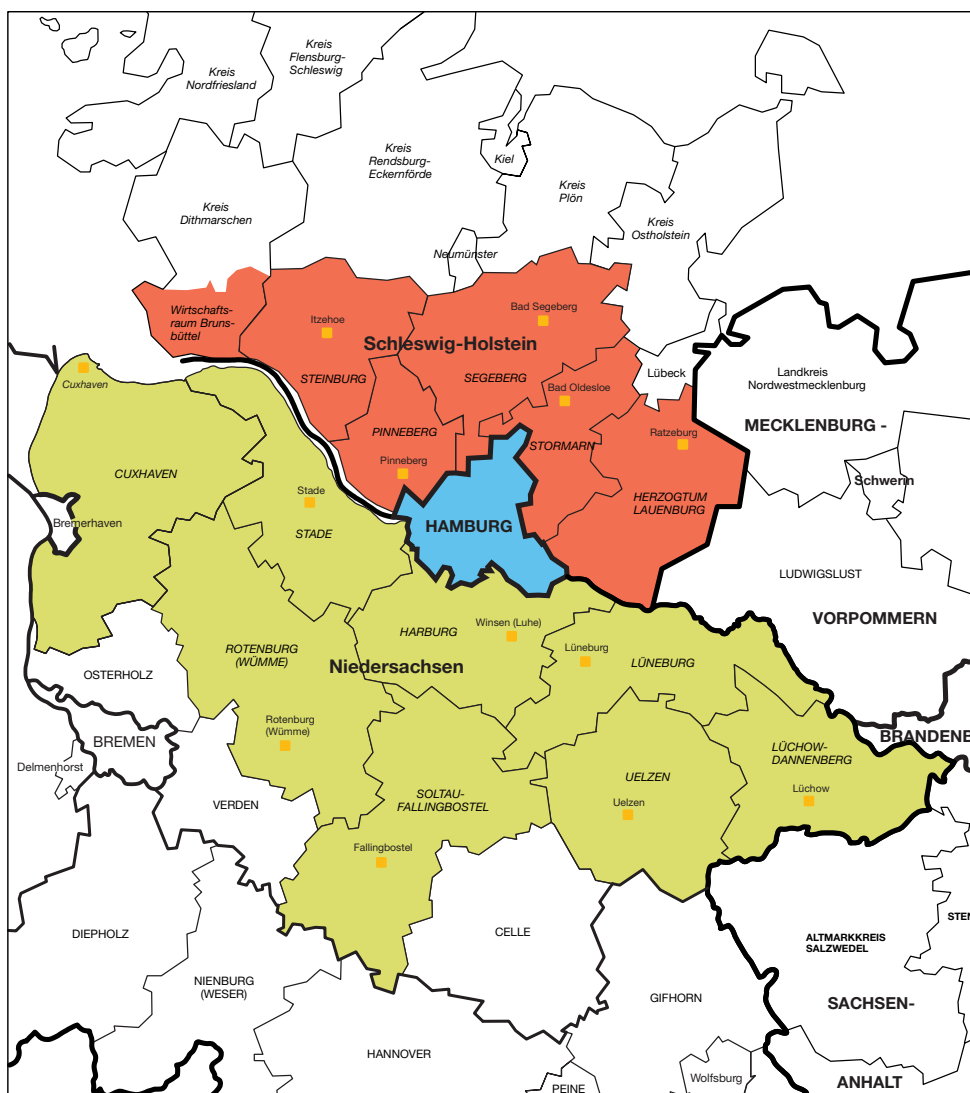 Kreis
Flensburg-
Schleswig
Kreis
Nordfriesland
Kreis
Rendsburg-
Eckernförde
Kiel
Kreis
Plön
Kreis
Dithmarschen
Kreis
Ostholstein
Neumünster
Wirtschafts-
raum Bruns-
büttel
Itzehoe
Bad Segeberg
Schleswig-Holstein
STEINBURG
SEGEBERG
Lübeck
Landkreis
Nordwestmecklenburg
Cuxhaven
Bad Oldesloe
MECKLENBURG -
PINNEBERG
STORMARN
Ratzeburg
Pinneberg
CUXHAVEN
Schwerin
Stade
HERZOGTUM
LAUENBURG
Bremerhaven
HAMBURG
STADE
LUDWIGSLUST
VORPOMMERN
Winsen (Luhe)
HARBURG
ROTENBURG
(WÜMME)
Niedersachsen
Lüneburg
LÜNEBURG
OSTERHOLZ
Rotenburg
(Wümme)
BREMEN
BRANDENB
Delmenhorst
LÜCHOW-
DANNENBERG
UELZEN
SOLTAU-
FALLINGBOSTEL
Lüchow
VERDEN
Uelzen
Fallingbostel
DIEPHOLZ
CELLE
STEN
ALTMARKKREIS
SALZWEDEL
NIENBURG
(WESER)
GIFHORN
SACHSEN-
HANNOVER
Wolfsburg
ANHALT
PEINE